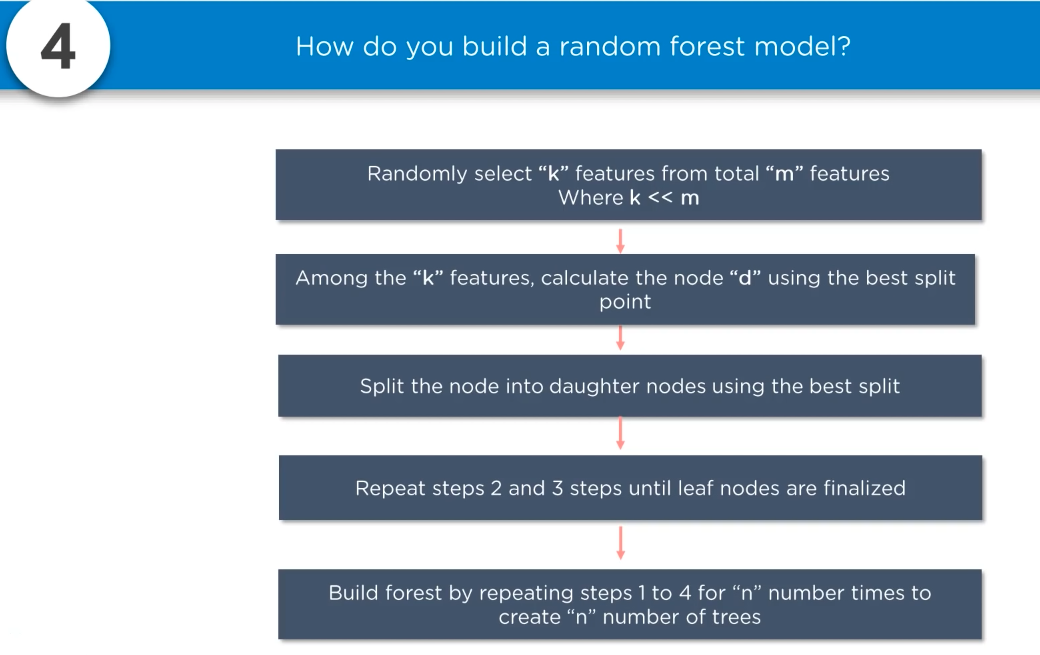 4
How do you build a random forest model?
Randomly select “k” features from total “m” features
Where k << m
Among the “k” features, calculate the node “d” using the best split
point
Split the node into daughter nodes using the best split
Repeat steps 2 and 3 steps until leaf nodes are finalized
Build forest by repeating steps 1 to 4 for “n” number times to
create “n” number of trees